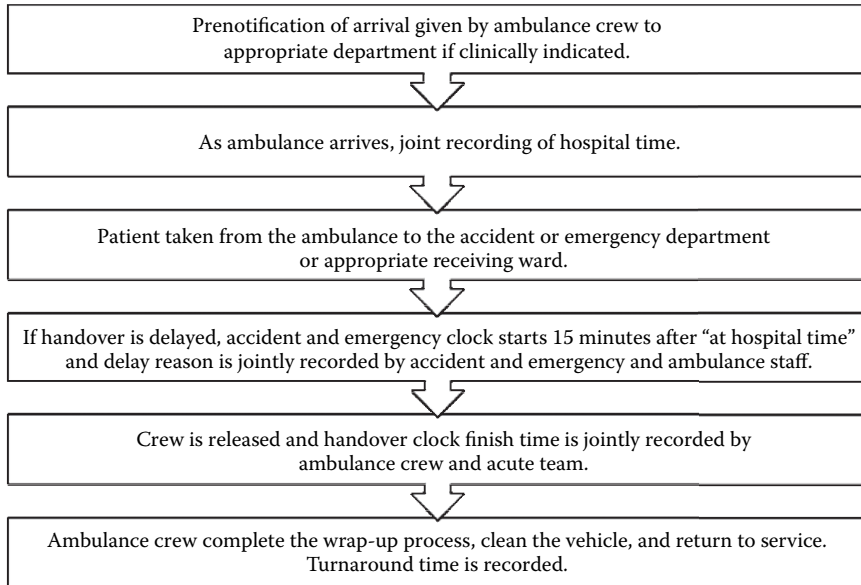 Prenotification of arrival given by ambulance crew to
appropriate department if clinically indicated.
As ambulance arrives, joint recording of hospital time.
Patient taken from the ambulance to the accident or emergency department
or appropriate receiving ward.
If handover is delayed, accident and emergency clock starts 15 minutes after “at hospital time”
and delay reason is jointly recorded by accident and emergency and ambulance staff.
Crew is released and handover clock finish time is jointly recorded by
ambulance crew and acute team.
Ambulance crew complete the wrap-up process, clean the vehicle, and return to service.
Turnaround time is recorded.